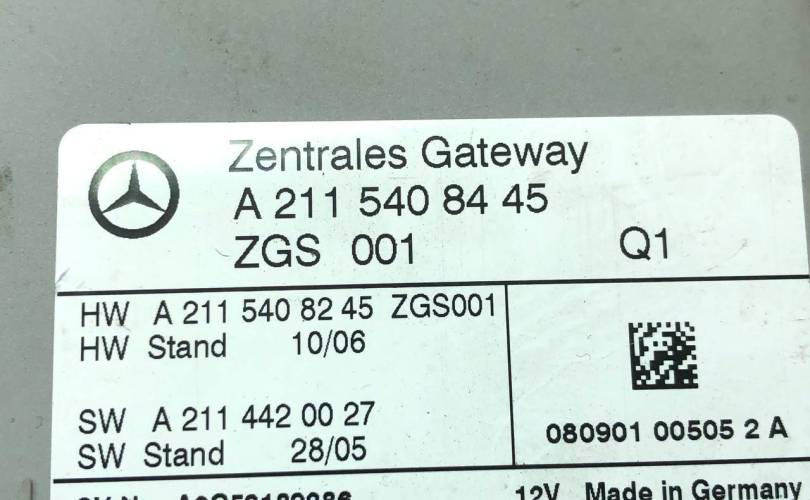 Zentrales Gateway
A 211 540 84 45
ZGS 001 Q1
HW A 211 540 82 45 ZGS001
HW Stand 10/06
SW A 211 442 00 27
SW Stand 28/05
080901 00505 2 A
12V Made in Germany